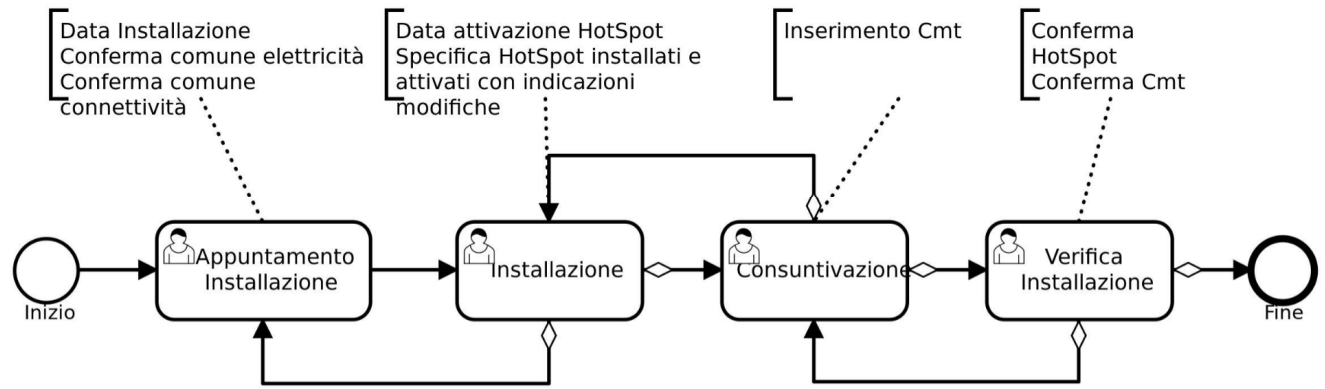 Data Installazione
Conferma comune elettricità
Conferma comune
connettività
Data attivazione HotSpot
Specifica HotSpot installati e
attivati con indicazioni
modifiche
Inserimento Cmt
Conferma
HotSpot
Conferma Cmt
Inizio
Appuntamento
Installazione
Installazione
Consuntivazione
Verifica
Installazione
Fine